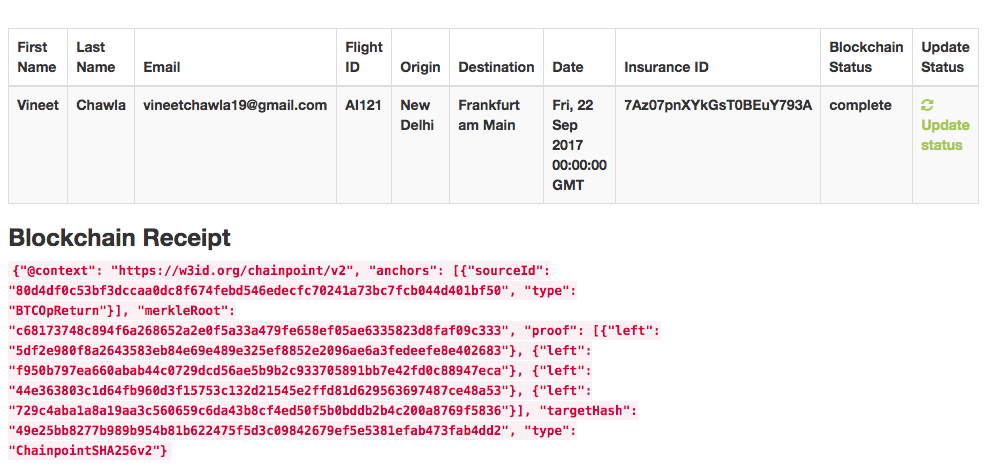 First Name Last Name Email Flight ID Origin Destination Date Insurance ID Blockchain Status Update Status
Vineet Chawla vineetchawla19@gmail.com AI121 New Delhi Frankfurt am Main Fri, 22 Sep 2017 00:00:00 GMT 7Az07pnXYkGsT0BEuY793A complete Update status
Blockchain Receipt
{"@context": "https://w3id.org/chainpoint/v2", "anchors": [{"sourceId":
"80d4df0c53bf3dccaa0dc8f674febd546edecfc70241a73bc7fcb044d401bf50", "type":
"BTCOpReturn"}], "merkleRoot":
"c68173748c894f6a268652a2e0f5a33a479fe658ef05ae6335823d8faf09c333", "proof": [{"left":
"5df2e980f8a2643583eb84e69e489e325ef8852e2096ae6a3fedeefe8e402683"}, {"left":
"f950b797ea660abab44c0729dcd56ae5b9b2c933705891bb7e42fd0c88947eca"}, {"left":
"44e363803c1d64fb960d3f15753c132d21545e2ffd81d629563697487ce48a53"}, {"left":
"729c4aba1a8a19aa3c560659c6da43b8cf4ed50f5b0bddb2b4c200a8769f5836"}], "targetHash":
"49e25bb8277b989b954b81b622475f5d3c09842679ef5e5381efab473fab4dd2", "type":
"ChainpointSHA256v2"}